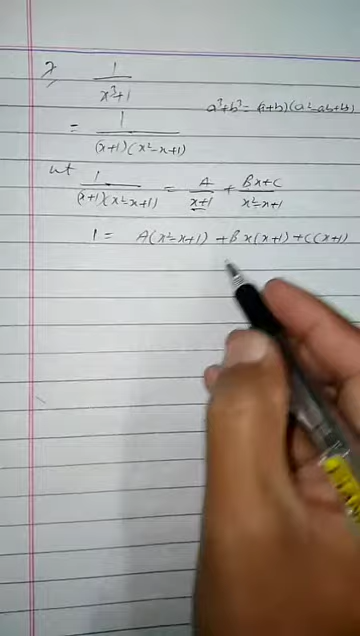 7,
1/(x³+1)
a³+b³ = (a+b)(a²-ab+b²)
= 1/((x+1)(x²-x+1))
let 1/((x+1)(x²-x+1)) = A/(x+1) + (Bx+C)/(x²-x+1)
1 = A(x²-x+1) + Bx(x+1) + C(x+1)